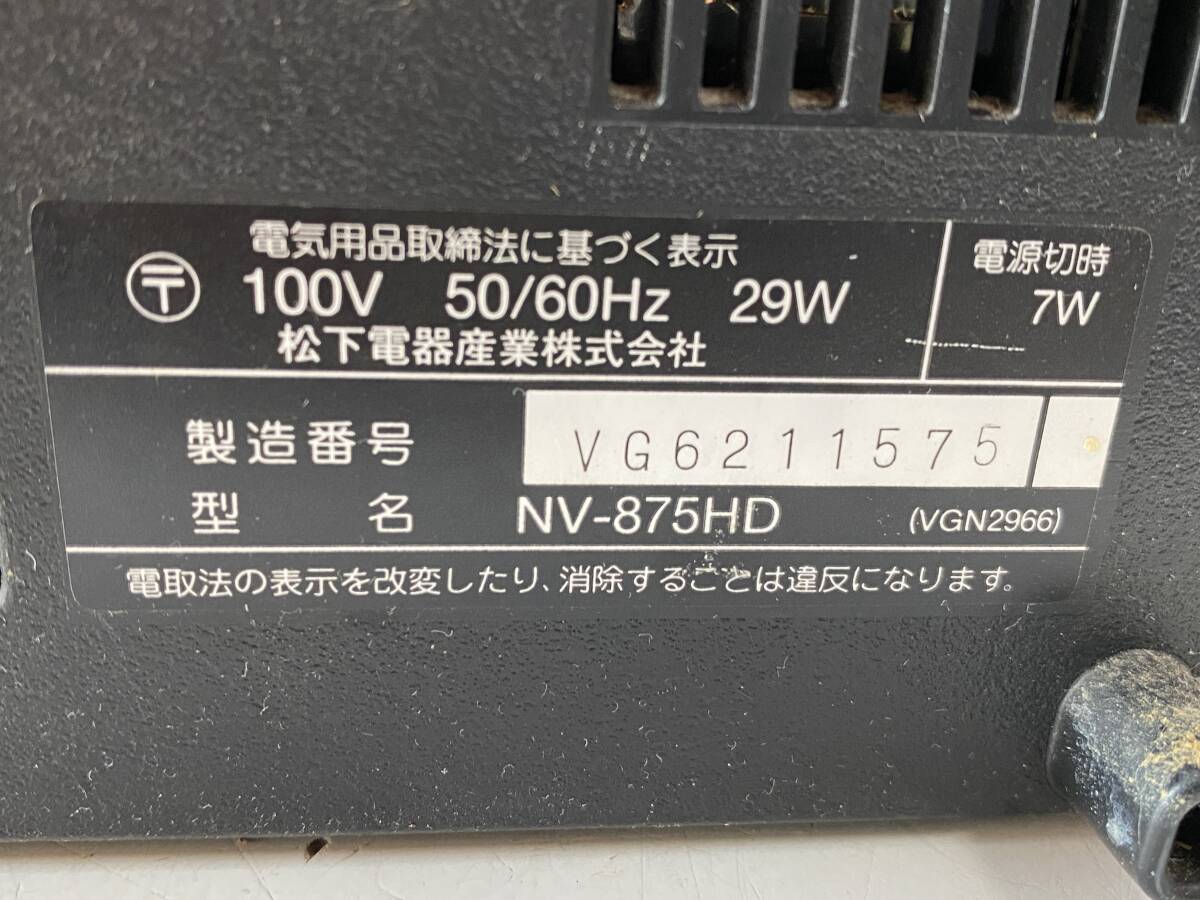 電気用品取締法に基づく表示
〒 100V 50/60Hz 29W
松下電器産業株式会社
電源切時
7W
製造番号 VG6211575
型名 NV-875HD (VGN2966)
電取法の表示を改変したり、消除することは違反になります。